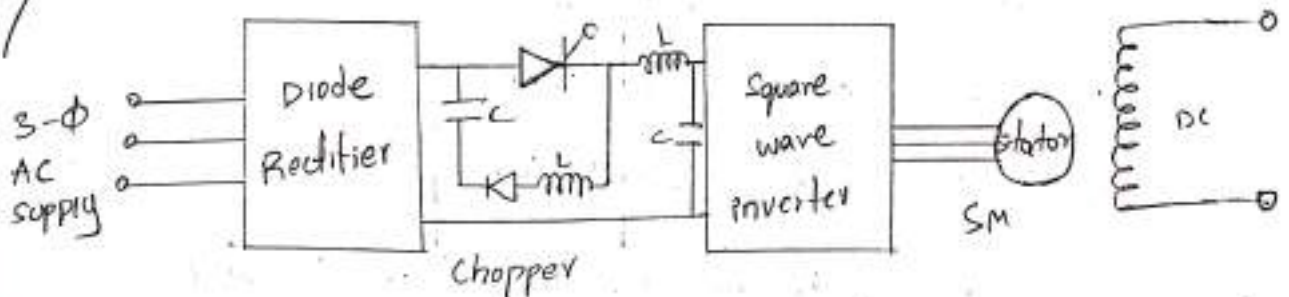 3-Φ
AC
supply
Diode
Rectifier
C
L
C
L
C
Chopper
Square
wave
inverter
Stator
SM
DC